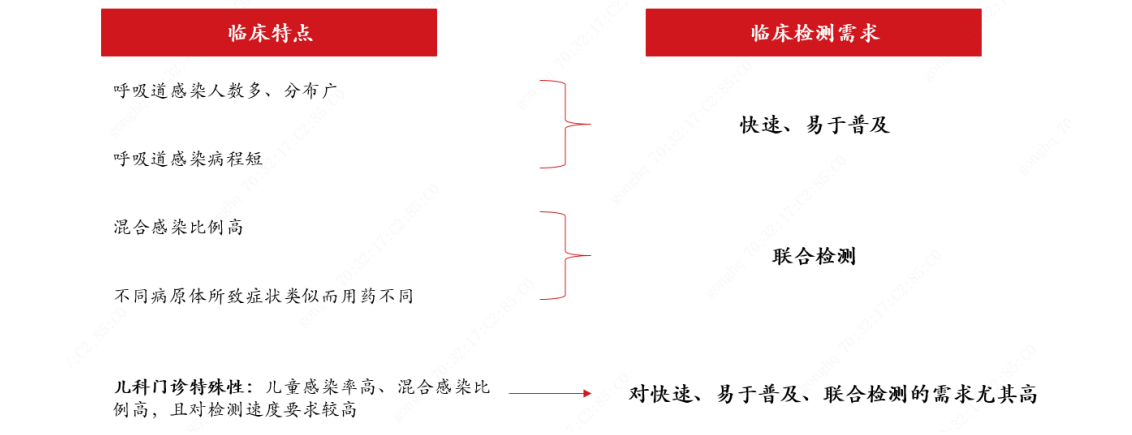 临床特点
临床检测需求
呼吸道感染人数多、分布广
呼吸道感染病程短
快速、易于普及
混合感染比例高
不同病原体所致症状类似而用药不同
联合检测
儿科门诊特殊性：儿童感染率高、混合感染比
例高，且对检测速度要求较高
对快速、易于普及、联合检测的需求尤其高